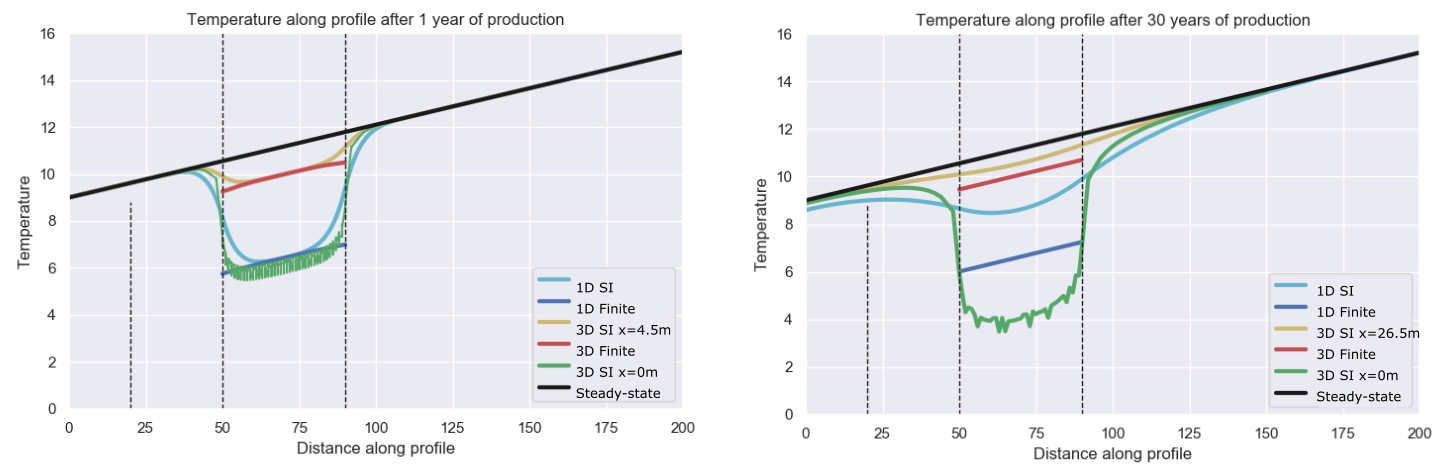 Temperature along profile after 1 year of production
16
14
12
10
8
6
4
2
0
Temperature
0 25 50 75 100 125 150 175 200
Distance along profile
1D SI
1D Finite
3D SI x=4.5m
3D Finite
3D SI x=0m
Steady-state
Temperature along profile after 30 years of production
16
14
12
10
8
6
4
2
0
Temperature
0 25 50 75 100 125 150 175 200
Distance along profile
1D SI
1D Finite
3D SI x=26.5m
3D Finite
3D SI x=0m
Steady-state